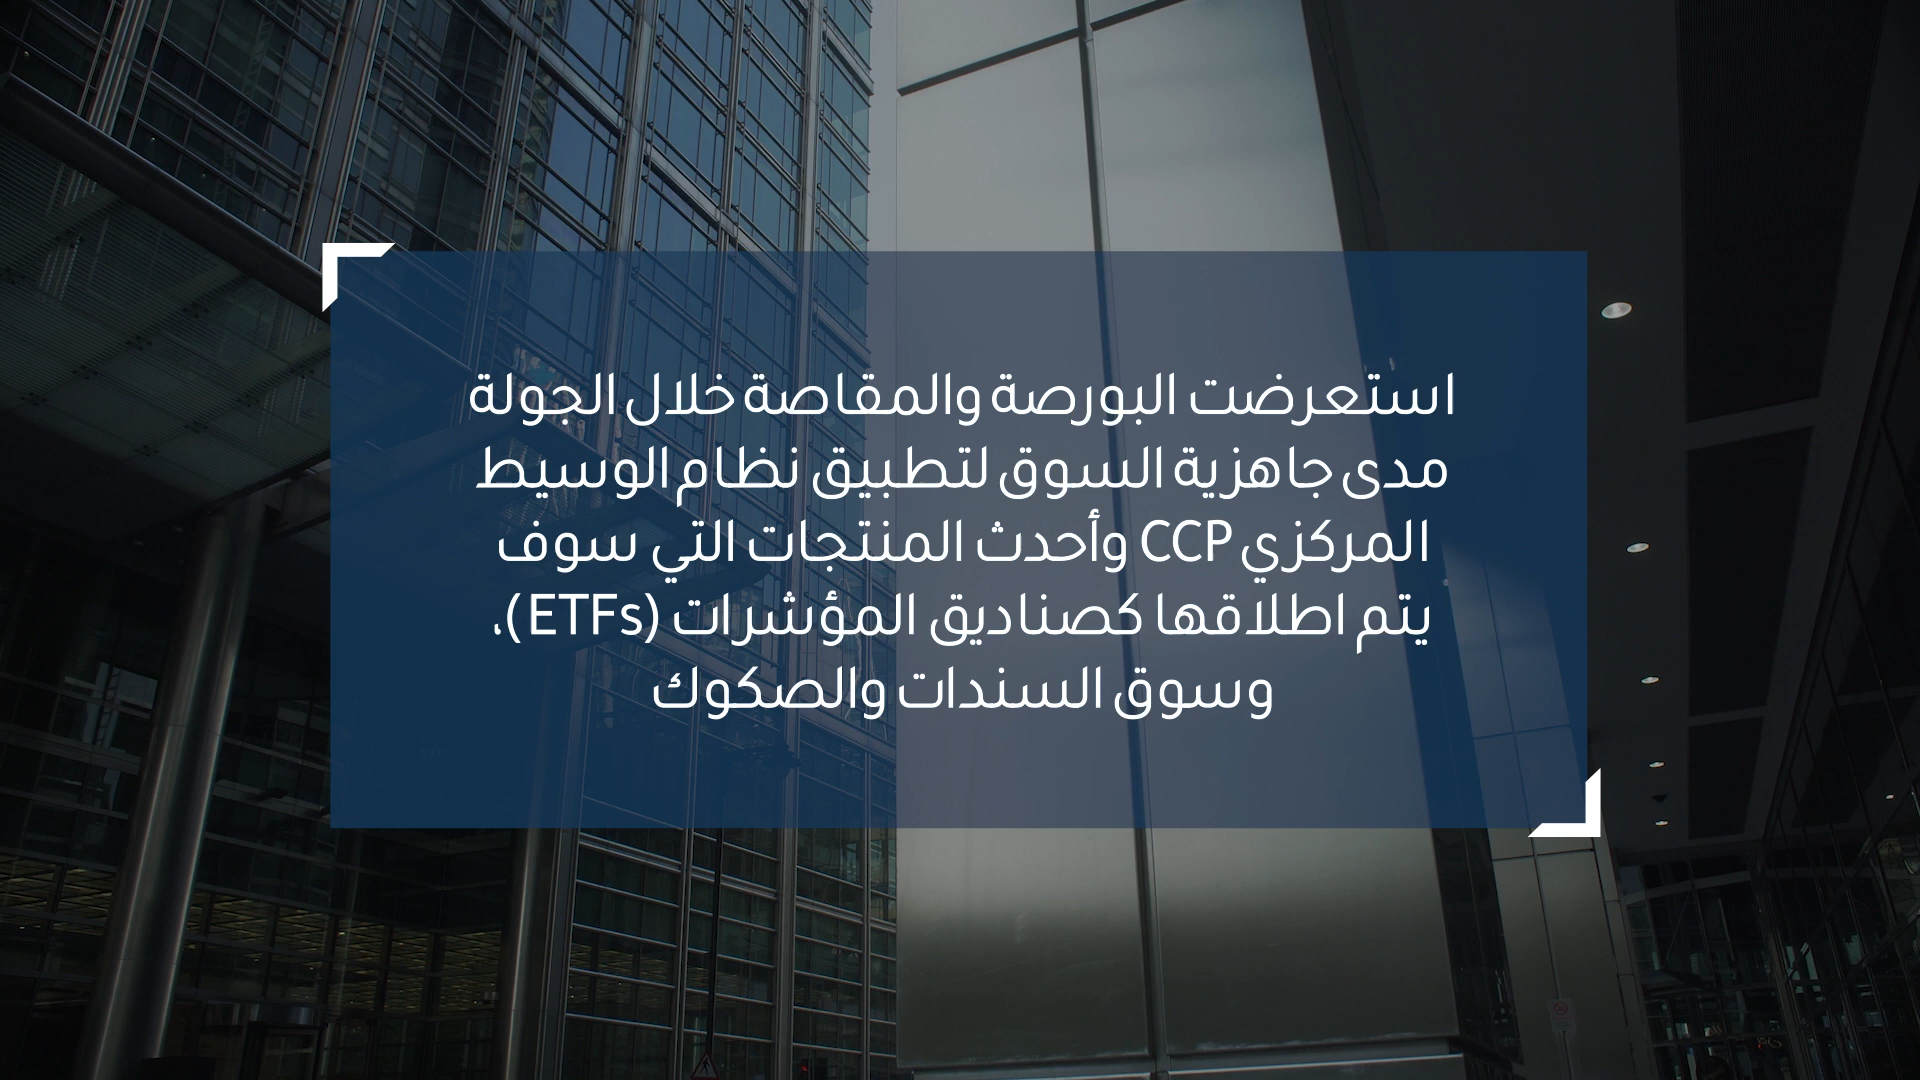 استعرضت البورصة والمقاصة خلال الجولة
مدى جاهزية السوق لتطبيق نظام الوسيط
المركزي CCP وأحدث المنتجات التي سوف
يتم اطلاقها كصناديق المؤشرات (ETFs)،
وسوق السندات والصكوك